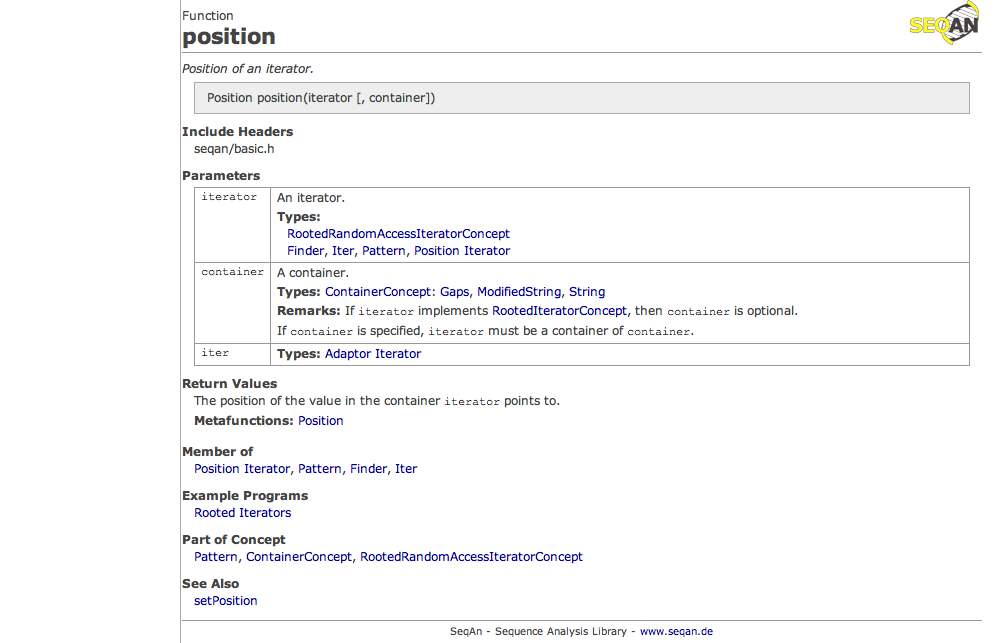 Function
SEQAN
position
Position of an iterator.
Position position(iterator [, container])
Include Headers
seqan/basic.h
Parameters
iterator An iterator.
Types:
RootedRandomAccessIteratorConcept
Finder, Iter, Pattern, Position Iterator
container A container.
Types: ContainerConcept: Gaps, ModifiedString, String
Remarks: If iterator implements RootedIteratorConcept, then container is optional.
If container is specified, iterator must be a container of container.
iter Types: Adaptor Iterator
Return Values
The position of the value in the container iterator points to.
Metafunctions: Position
Member of
Position Iterator, Pattern, Finder, Iter
Example Programs
Rooted Iterators
Part of Concept
Pattern, ContainerConcept, RootedRandomAccessIteratorConcept
See Also
setPosition
SeqAn - Sequence Analysis Library - www.seqan.de